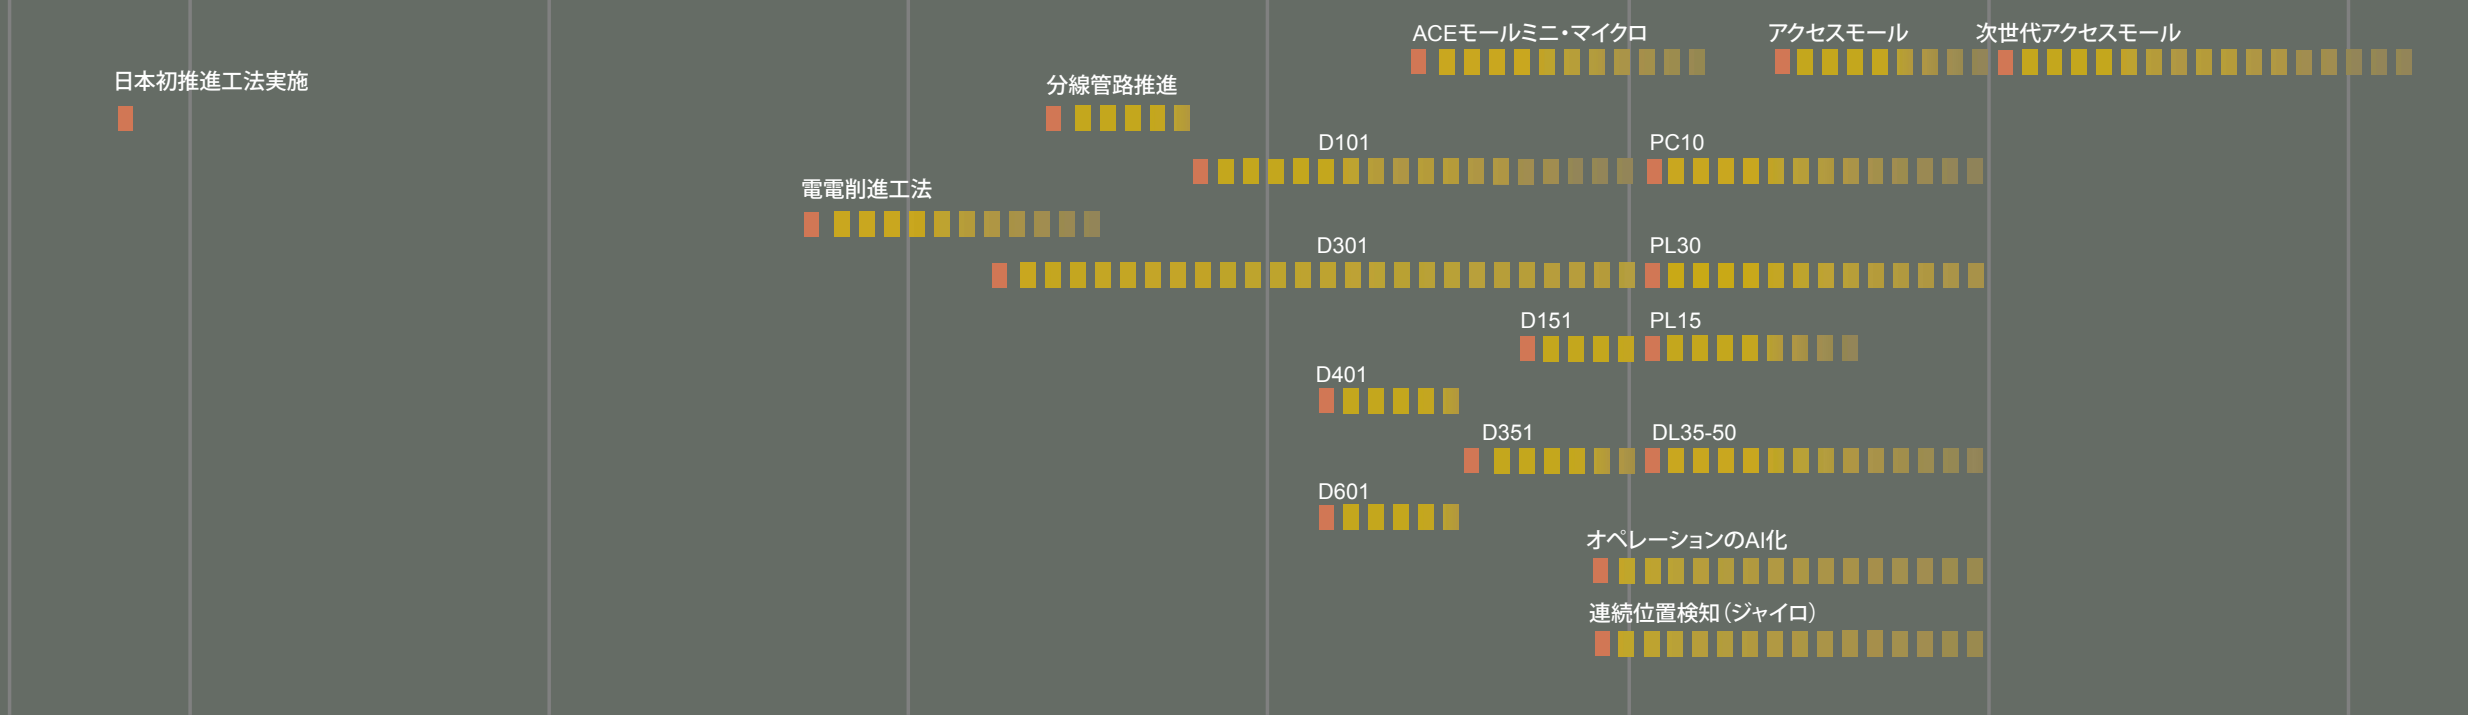 ACEモールミニ・マイクロ
アクセスモール
次世代アクセスモール
日本初推進工法実施
分線管路推進
D101
PC10
電電削進工法
D301
PL30
D151
PL15
D401
D351
DL35-50
D601
オペレーションのAI化
連続位置検知（ジャイロ）